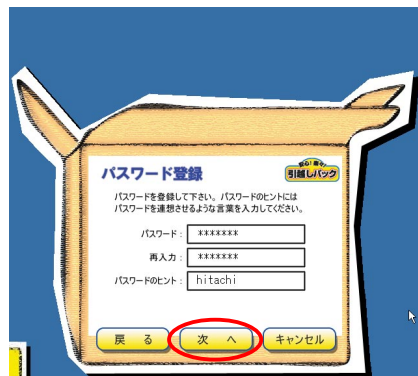 パスワード登録
安心!簡単!
引越しパック
パスワードを登録して下さい。パスワードのヒントには
パスワードを連想させるような言葉を入力してください。
パスワード: *******
再入力: *******
パスワードのヒント: hitachi
戻 る 次 へ キャンセル